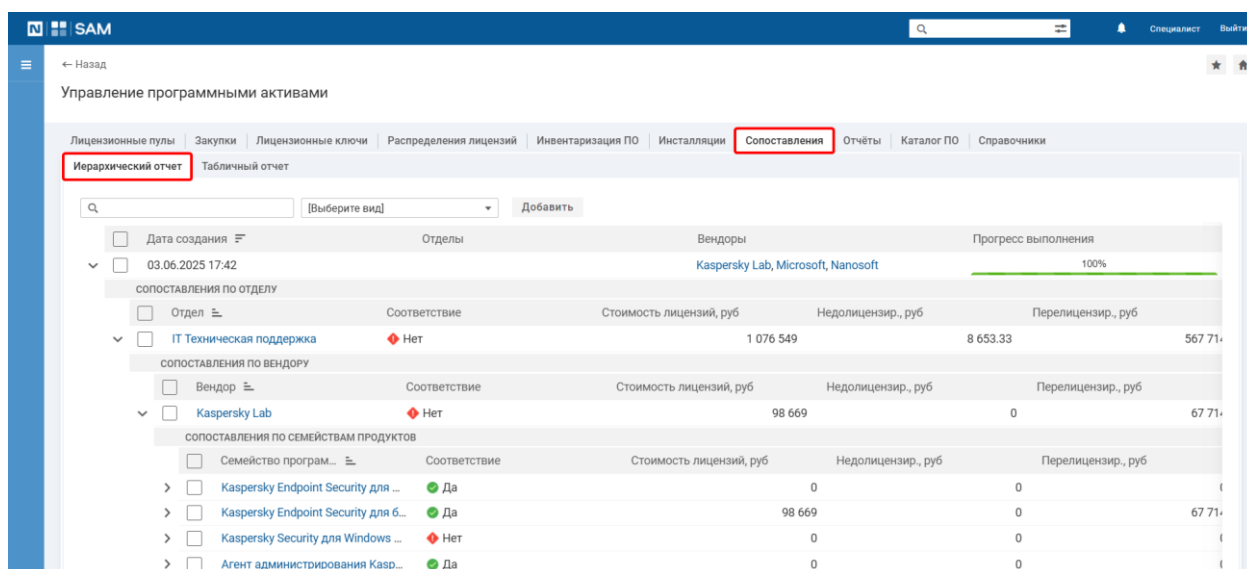 N SAM Специалист Выйти
← Назад
Управление программными активами
Лицензионные пулы Закупки Лицензионные ключи Распределения лицензий Инвентаризация ПО Инсталляции Сопоставления Отчёты Каталог ПО Справочники
Иерархический отчет Табличный отчет
[Выберите вид] Добавить
Дата создания Отделы Вендоры Прогресс выполнения
03.06.2025 17:42 Kaspersky Lab, Microsoft, Nanosoft 100%
СОПОСТАВЛЕНИЯ ПО ОТДЕЛУ
Отдел Соответствие Стоимость лицензий, руб Недолицензир., руб Перелицензир., руб
IT Техническая поддержка Нет 1 076 549 8 653.33 567 714
СОПОСТАВЛЕНИЯ ПО ВЕНДОРУ
Вендор Соответствие Стоимость лицензий, руб Недолицензир., руб Перелицензир., руб
Kaspersky Lab Нет 98 669 0 67 714
СОПОСТАВЛЕНИЯ ПО СЕМЕЙСТВАМ ПРОДУКТОВ
Семейство програм... Соответствие Стоимость лицензий, руб Недолицензир., руб Перелицензир., руб
Kaspersky Endpoint Security для ... Да 0 0
Kaspersky Endpoint Security для б... Да 98 669 0 67 714
Kaspersky Security для Windows ... Нет 0 0
Агент администрирования Kasp... Да 0 0